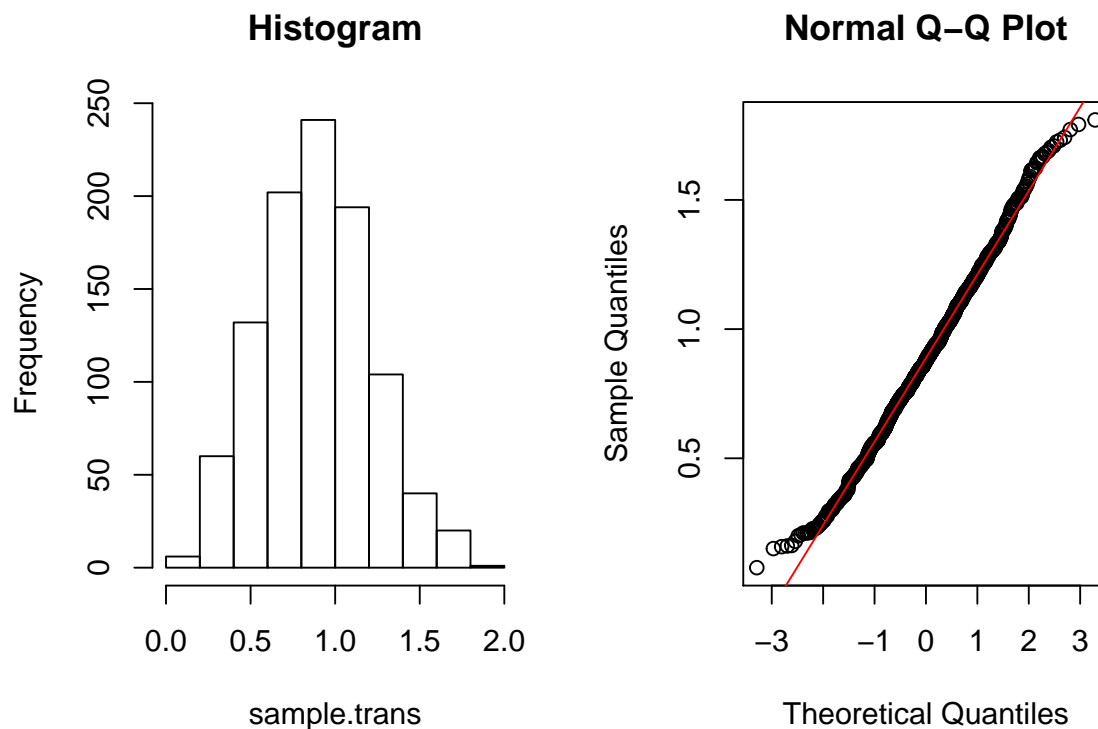 Histogram
Frequency
0 50 100 150 200 250
0.0 0.5 1.0 1.5 2.0
sample.trans
Normal Q−Q Plot
Sample Quantiles
0.5 1.0 1.5
−3 −1 0 1 2 3
Theoretical Quantiles